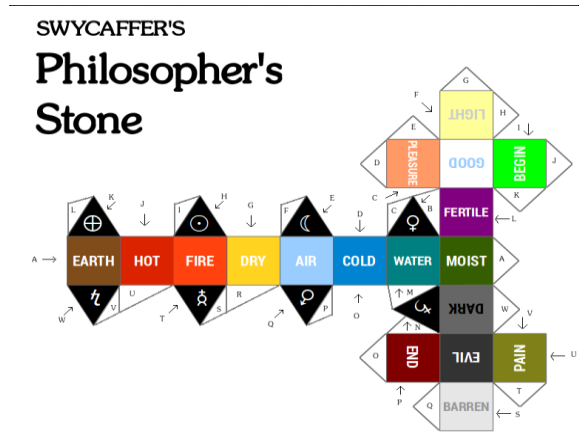 SWYCAFFER'S
Philosopher's
Stone
G
F
LIGHT
H
I
E
D
PLEASURE
GOOD
BEGIN
J
C
K
L
K
J
I
H
G
F
E
D
C
B
FERTILE
L
A
EARTH
HOT
FIRE
DRY
AIR
COLD
WATER
MOIST
A
W
V
U
T
S
R
Q
P
O
M
N
DARK
W
V
O
END
EVIL
PAIN
U
P
Q
BARREN
T
S